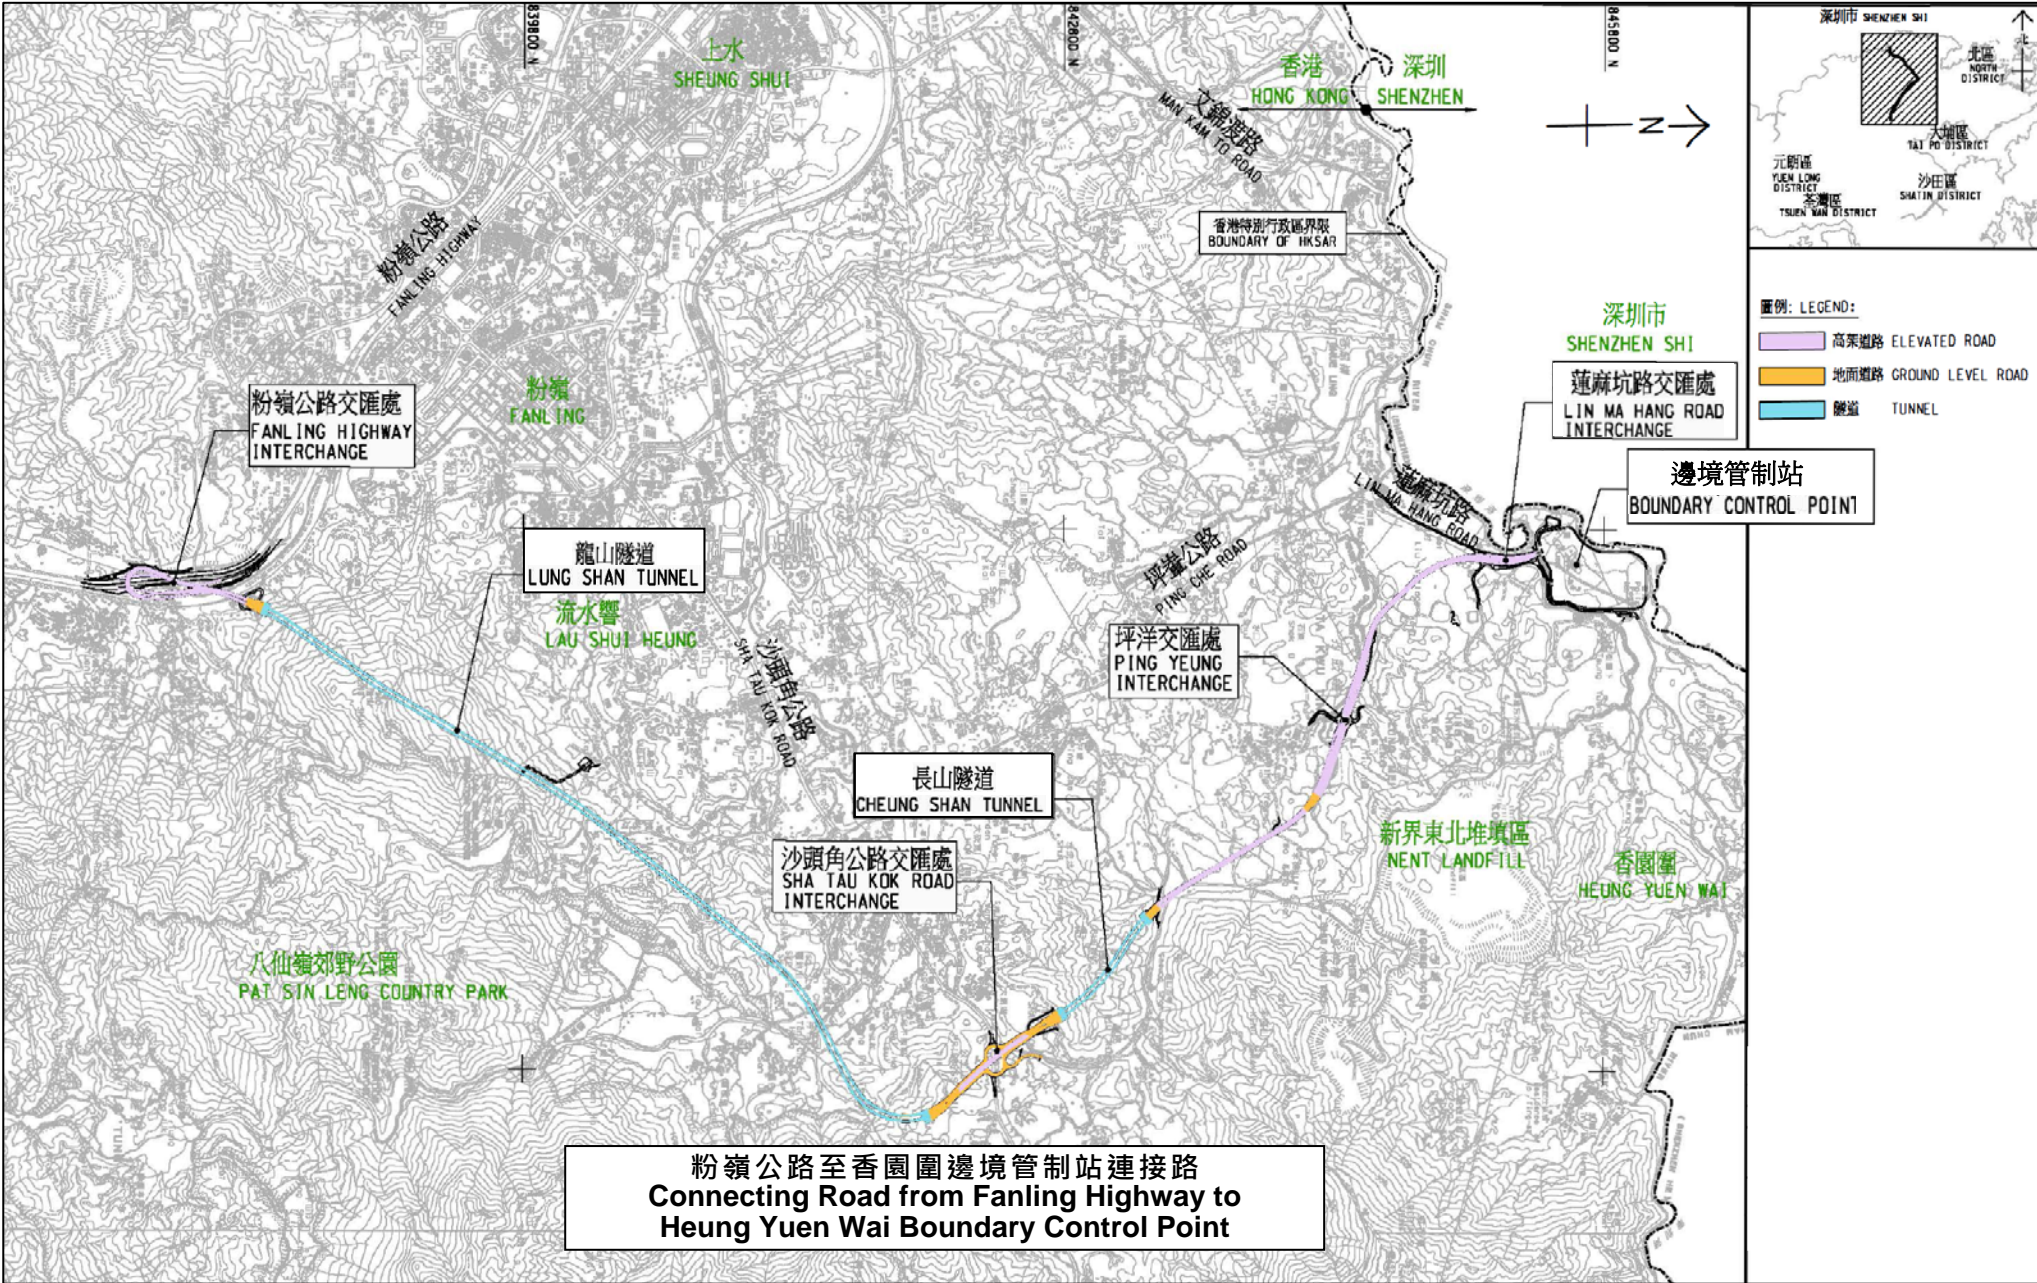 839800 N
842800 N
845800 N
上水
SHEUNG SHUI
香港
HONG KONG
深圳
SHENZHEN
文錦渡路
MAN KAM TO ROAD
N
深圳市 SHENZHEN SHI
北
北區
NORTH
DISTRICT
大埔區
TAI PO DISTRICT
元朗區
YUEN LONG
DISTRICT
沙田區
SHATIN DISTRICT
荃灣區
TSUEN WAN DISTRICT
粉嶺公路
FANLING HIGHWAY
香港特別行政區界限
BOUNDARY OF HKSAR
深圳市
SHENZHEN SHI
圖例: LEGEND:
高架道路 ELEVATED ROAD
地面道路 GROUND LEVEL ROAD
隧道 TUNNEL
粉嶺公路交匯處
FANLING HIGHWAY
INTERCHANGE
粉嶺
FANLING
蓮麻坑路交匯處
LIN MA HANG ROAD
INTERCHANGE
邊境管制站
BOUNDARY CONTROL POINT
蓮麻坑路
LIN MA HANG ROAD
龍山隧道
LUNG SHAN TUNNEL
流水響
LAU SHUI HEUNG
坪輋公路
PING CHE ROAD
沙頭角公路
SHA TAU KOK ROAD
坪洋交匯處
PING YEUNG
INTERCHANGE
長山隧道
CHEUNG SHAN TUNNEL
沙頭角公路交匯處
SHA TAU KOK ROAD
INTERCHANGE
新界東北堆填區
NENT LANDFILL
香園圍
HEUNG YUEN WAI
八仙嶺郊野公園
PAT SIN LENG COUNTRY PARK
粉嶺公路至香園圍邊境管制站連接路
Connecting Road from Fanling Highway to
Heung Yuen Wai Boundary Control Point